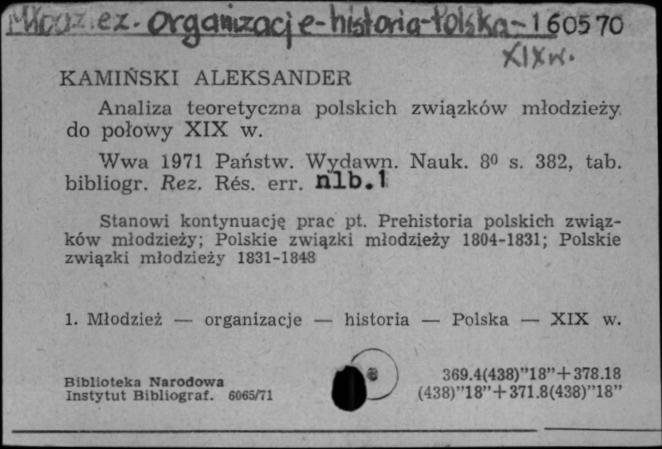 Młodzież-organizacje-historia-Polska- 160570
XIXw.
KAMIŃSKI ALEKSANDER
Analiza teoretyczna polskich związków młodzieży
do połowy XIX w.
Wwa 1971 Państw. Wydawn. Nauk. 8⁰ s. 382, tab.
bibliogr. Rez. Rés. err. nlb.1
Stanowi kontynuację prac pt. Prehistoria polskich związ-
ków młodzieży; Polskie związki młodzieży 1804-1831; Polskie
związki młodzieży 1831-1848
1. Młodzież — organizacje — historia — Polska — XIX w.
Biblioteka Narodowa
Instytut Bibliograf. 6065/71
369.4(438)”18”+378.18
(438)”18”+371.8(438)”18”